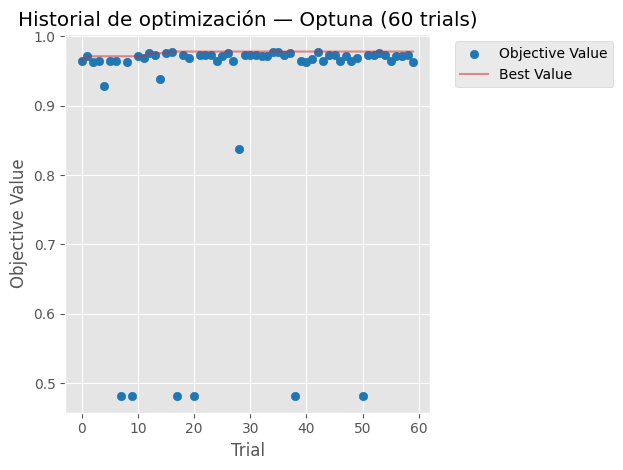 Historial de optimización — Optuna (60 trials)
Objective Value
Best Value
1.0
0.9
0.8
0.7
0.6
0.5
Objective Value
0 10 20 30 40 50 60
Trial